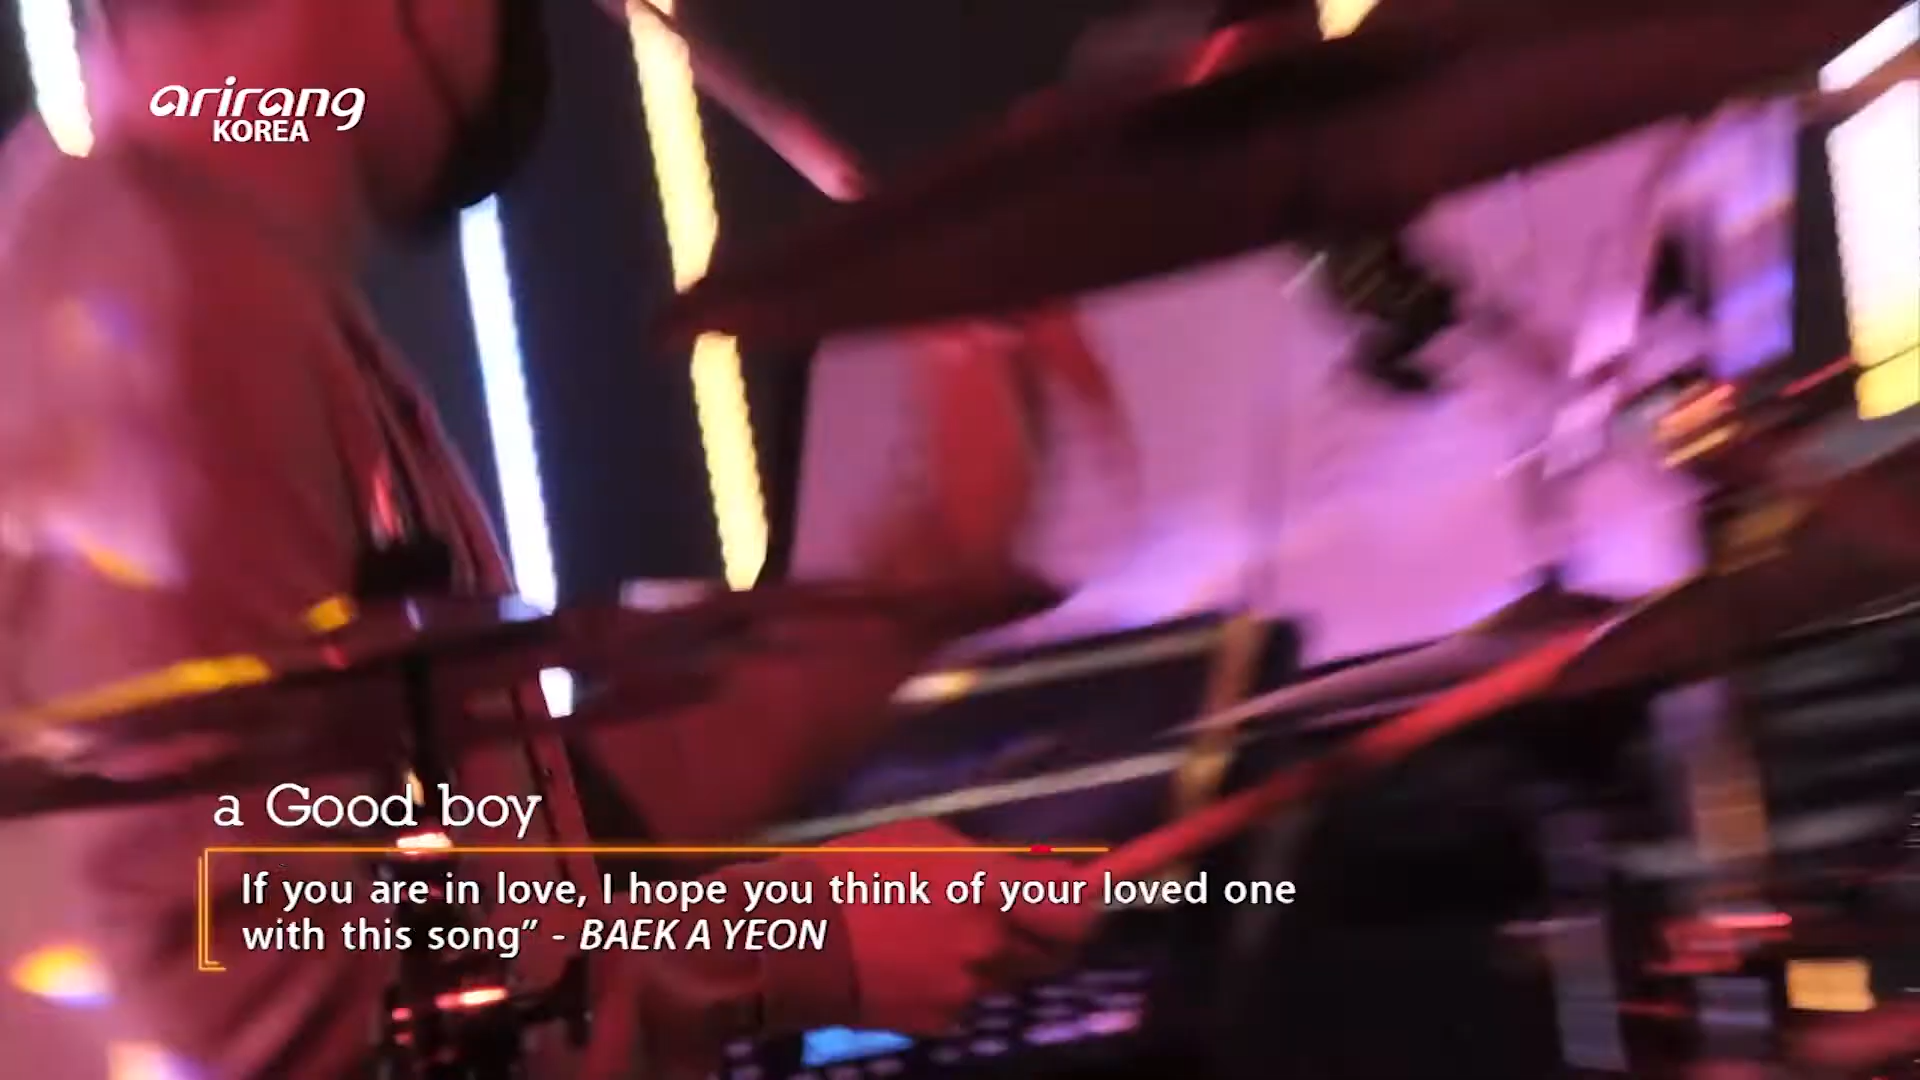 arirang
KOREA
a Good boy
If you are in love, I hope you think of your loved one
with this song” - BAEK A YEON